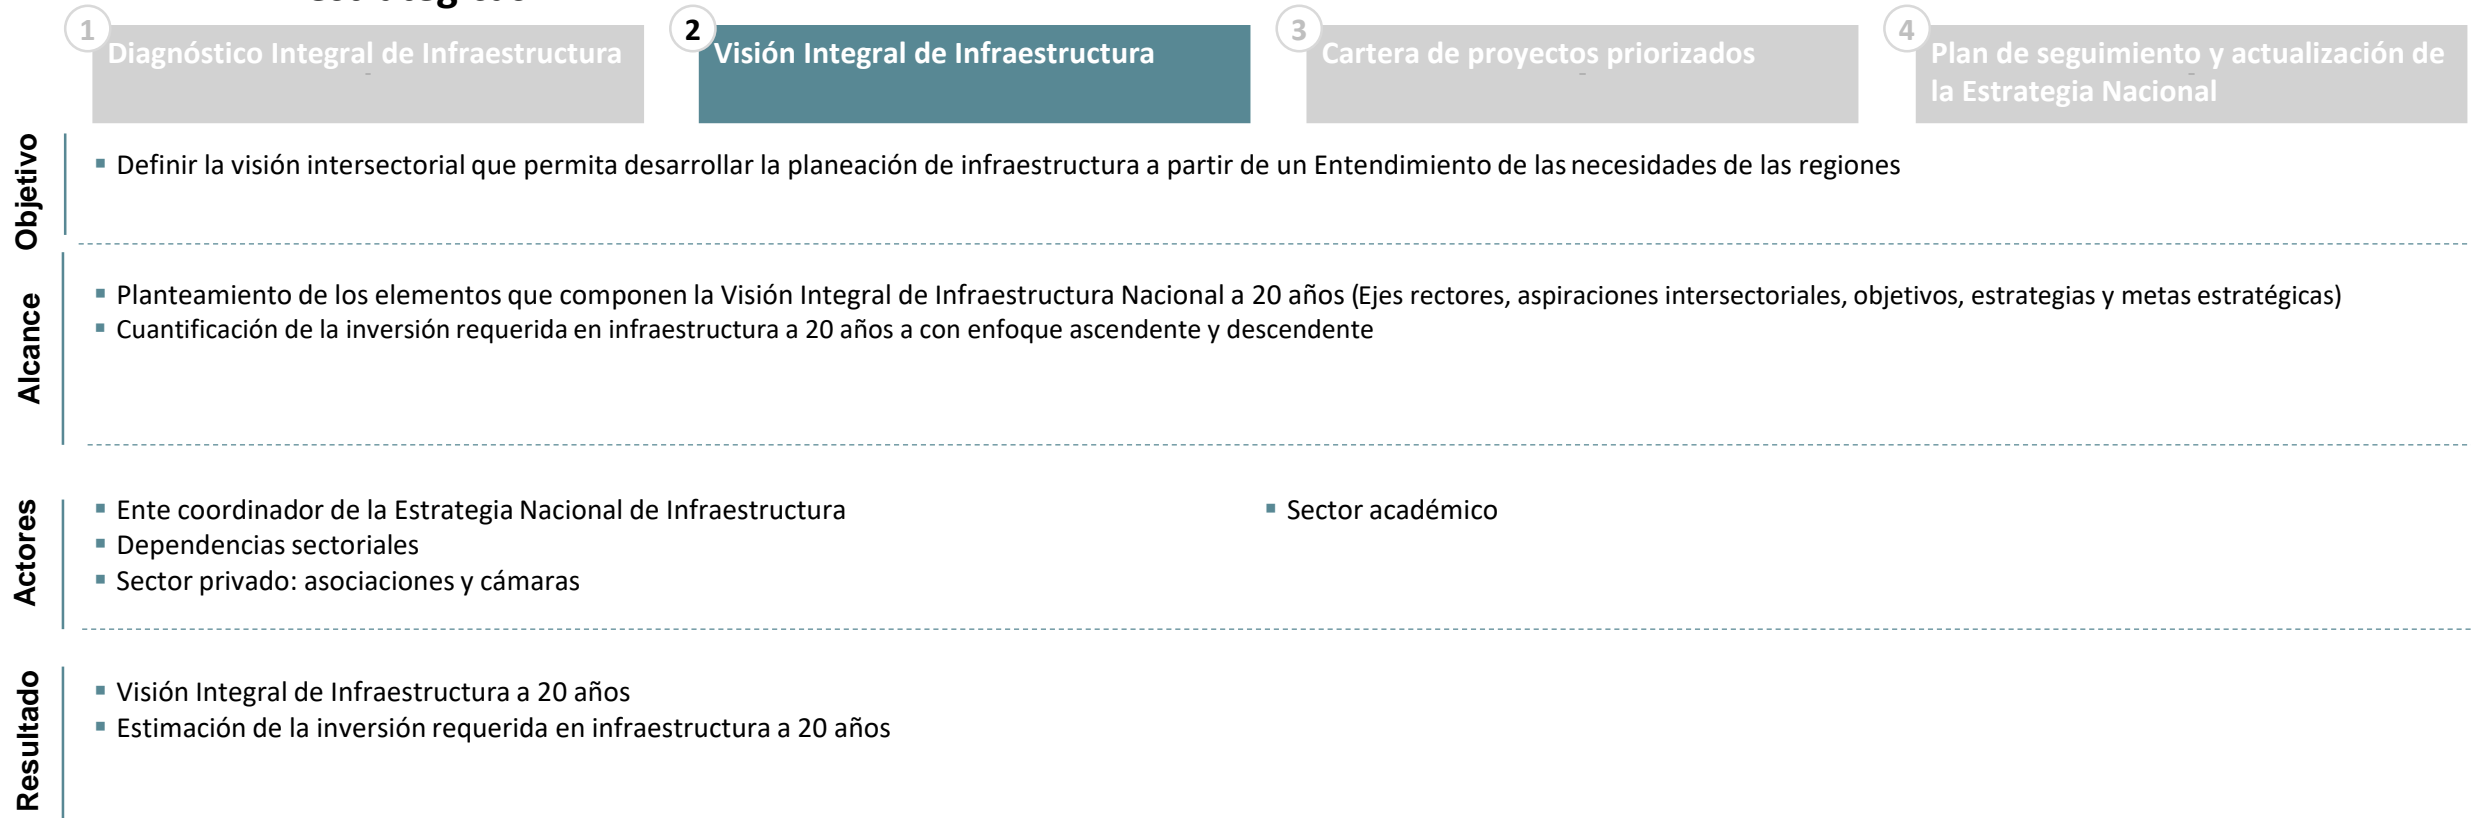 1
Diagnóstico Integral de Infraestructura
2
Visión Integral de Infraestructura
3
Cartera de proyectos priorizados
4
Plan de seguimiento y actualización de
la Estrategia Nacional
Objetivo
Definir la visión intersectorial que permita desarrollar la planeación de infraestructura a partir de un Entendimiento de las necesidades de las regiones
Alcance
Planteamiento de los elementos que componen la Visión Integral de Infraestructura Nacional a 20 años (Ejes rectores, aspiraciones intersectoriales, objetivos, estrategias y metas estratégicas)
Cuantificación de la inversión requerida en infraestructura a 20 años a con enfoque ascendente y descendente
Actores
Ente coordinador de la Estrategia Nacional de Infraestructura
Dependencias sectoriales
Sector privado: asociaciones y cámaras
Sector académico
Resultado
Visión Integral de Infraestructura a 20 años
Estimación de la inversión requerida en infraestructura a 20 años